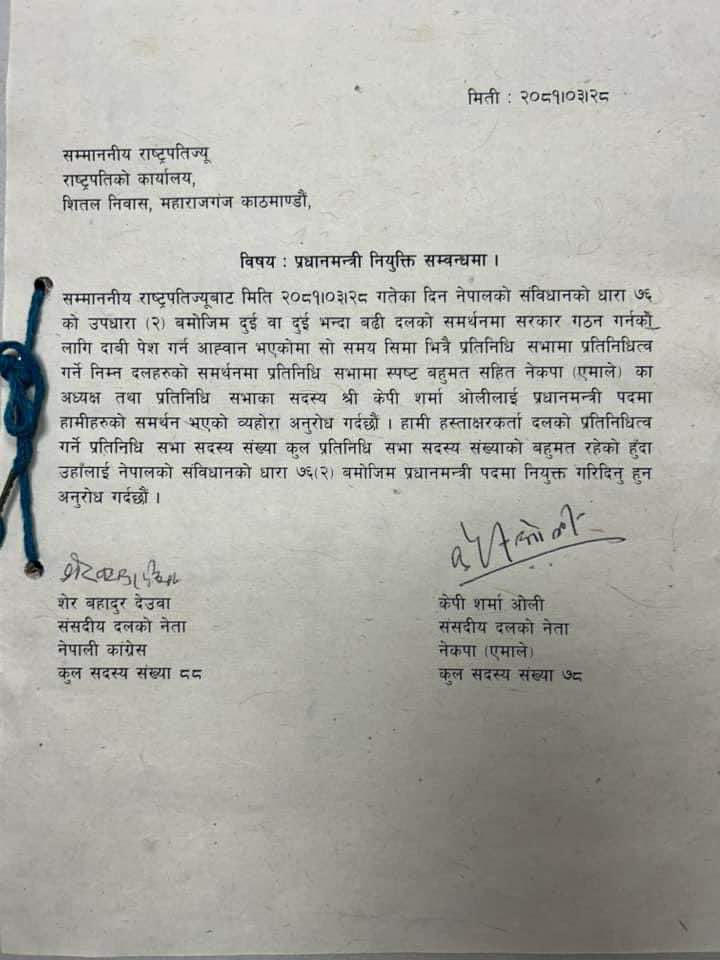 मिती : २०८१।०३।२८
सम्माननीय राष्ट्रपतिज्यू
राष्ट्रपतिको कार्यालय,
शितल निवास, महाराजगंज काठमाण्डौं,
विषय : प्रधानमन्त्री नियुक्ति सम्वन्धमा ।
सम्माननीय राष्ट्रपतिज्यूबाट मिति २०८१।०३।२८ गतेका दिन नेपालको संविधानको धारा ७६
को उपधारा (२) बमोजिम दुई वा दुई भन्दा बढी दलको समर्थनमा सरकार गठन गर्नको
लागि दाबी पेश गर्न आह्वान भएकोमा सो समय सिमा भित्रै प्रतिनिधि सभामा प्रतिनिधित्व
गर्ने निम्न दलहरुको समर्थनमा प्रतिनिधि सभामा स्पष्ट बहुमत सहित नेकपा (एमाले) का
अध्यक्ष तथा प्रतिनिधि सभाका सदस्य श्री केपी शर्मा ओलीलाई प्रधानमन्त्री पदमा
हामीहरुको समर्थन भएको व्यहोरा अनुरोध गर्दछौं । हामी हस्ताक्षरकर्ता दलको प्रतिनिधित्व
गर्ने प्रतिनिधि सभा सदस्य संख्या कुल प्रतिनिधि सभा सदस्य संख्याको बहुमत रहेको हुँदा
उहाँलाई नेपालको संविधानको धारा ७६(२) बमोजिम प्रधानमन्त्री पदमा नियुक्त गरिदिनु हुन
अनुरोध गर्दछौं ।
शेर बहादुर देउवा
संसदीय दलको नेता
नेपाली कांग्रेस
कुल सदस्य संख्या ८८
केपी शर्मा ओली
संसदीय दलको नेता
नेकपा (एमाले)
कुल सदस्य संख्या ७८